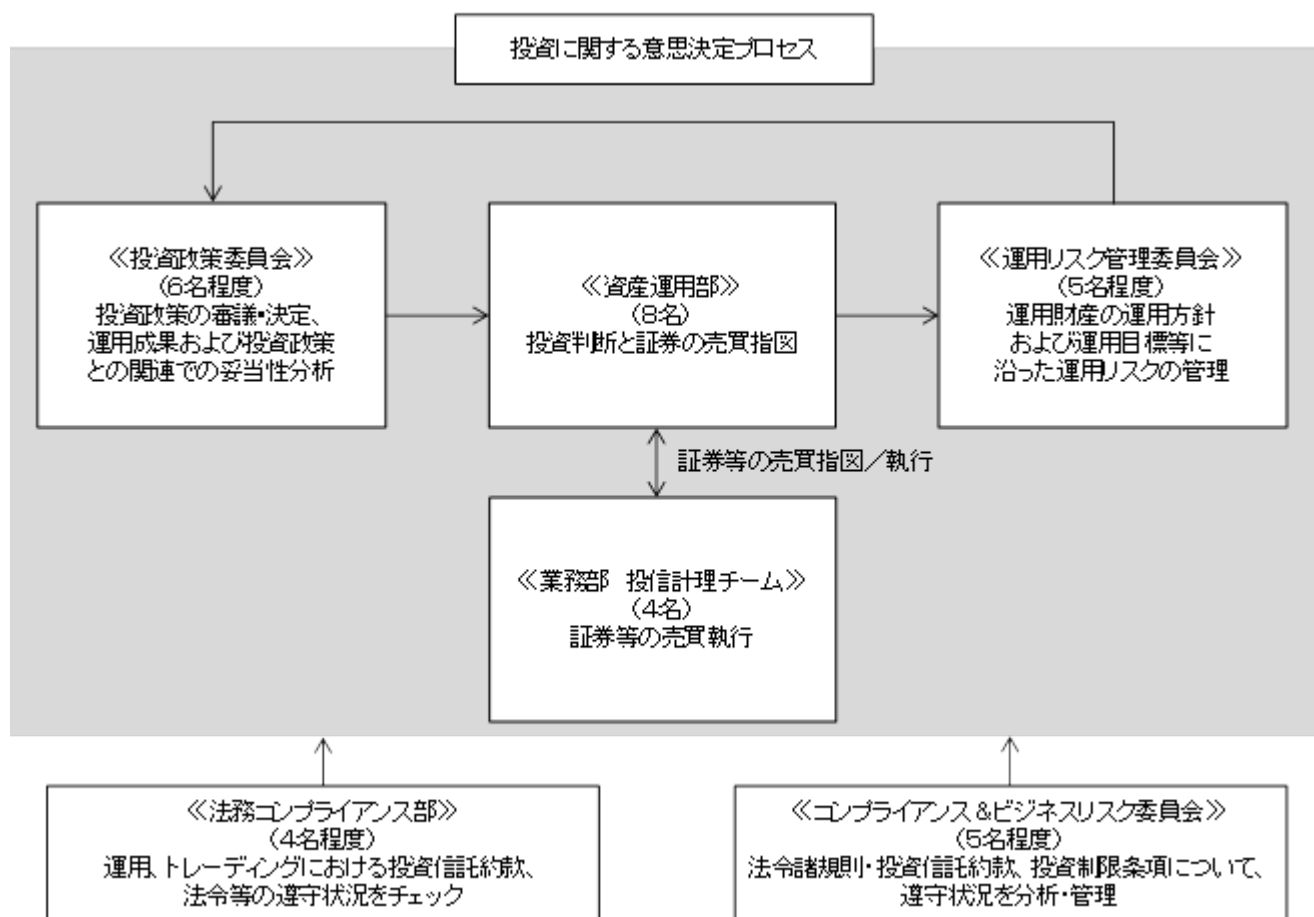 投資に関する意思決定プロセス
≪投資政策委員会≫
(6名程度)
投資政策の審議・決定、
運用成果および投資政策
との関連での妥当性分析
≪資産運用部≫
(8名)
投資判断と証券の売買指図
≪運用リスク管理委員会≫
(5名程度)
運用財産の運用方針
および運用目標等に
沿った運用リスクの管理
証券等の売買指図/執行
≪業務部 投信計理チーム≫
(4名)
証券等の売買執行
≪法務コンプライアンス部≫
(4名程度)
運用、トレーディングにおける投資信託約款、
法令等の遵守状況をチェック
≪コンプライアンス&ビジネスリスク委員会≫
(5名程度)
法令諸規則・投資信託約款、投資制限条項について、
遵守状況を分析・管理